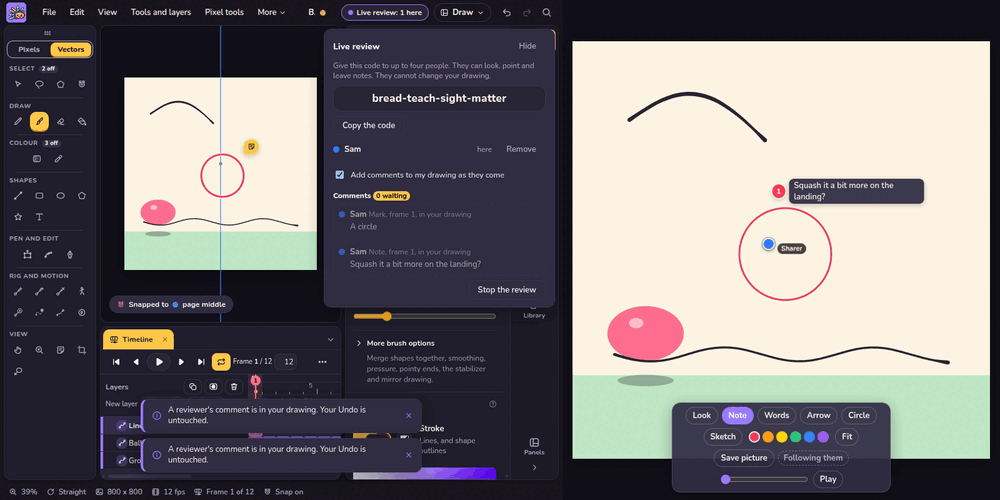 File Edit View Tools and layers Pixel tools More B. Live review: 1 here Draw
Pixels Vectors
SELECT 2 off
DRAW
COLOUR 3 off
SHAPES
PEN AND EDIT
RIG AND MOTION
VIEW
Snapped to page middle
Live review Hide
Give this code to up to four people. They can look, point and
leave notes. They cannot change your drawing.
bread-teach-sight-matter
Copy the code
Sam here Remove
Add comments to my drawing as they come
Comments 0 waiting
Sam Mark, frame 1, in your drawing
A circle
Sam Note, frame 1, in your drawing
Squash it a bit more on the landing?
Stop the review
Library
More brush options
Merge shapes together, smoothing,
pressure, pointy ends, the stabilizer
and mirror drawing.
Stroke
Lines, and shape
outlines
Panels
Timeline
Frame 1 / 12 12
Layers
1
5
New layer
Line
Ball
Gro
A reviewer's comment is in your drawing. Your Undo is
untouched.
A reviewer's comment is in your drawing. Your Undo is
untouched.
39% Straight 800 x 800 12 fps Frame 1 of 12 Snap on
1
Squash it a bit more on the
landing?
Sharer
Look Note Words Arrow Circle
Sketch Fit
Save picture Following them
Play